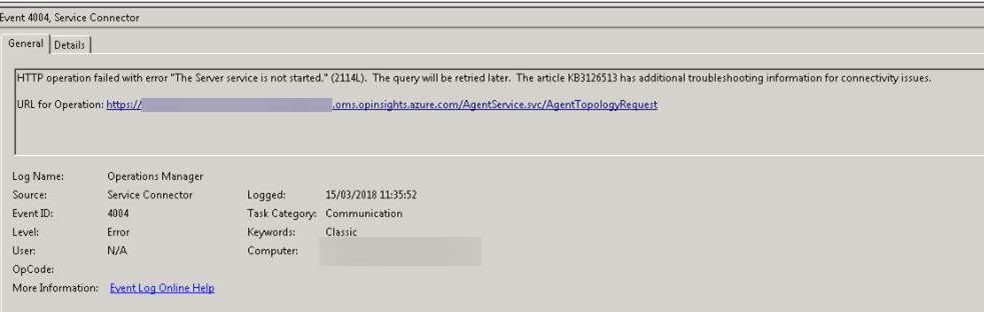 Event 4004, Service Connector
General Details
HTTP operation failed with error "The Server service is not started." (2114L). The query will be retried later. The article KB3126513 has additional troubleshooting information for connectivity issues.
URL for Operation: https:// .oms.opinsights.azure.com/AgentService.svc/AgentTopologyRequest
Log Name: Operations Manager
Source: Service Connector Logged: 15/03/2018 11:35:52
Event ID: 4004 Task Category: Communication
Level: Error Keywords: Classic
User: N/A Computer:
OpCode:
More Information: Event Log Online Help